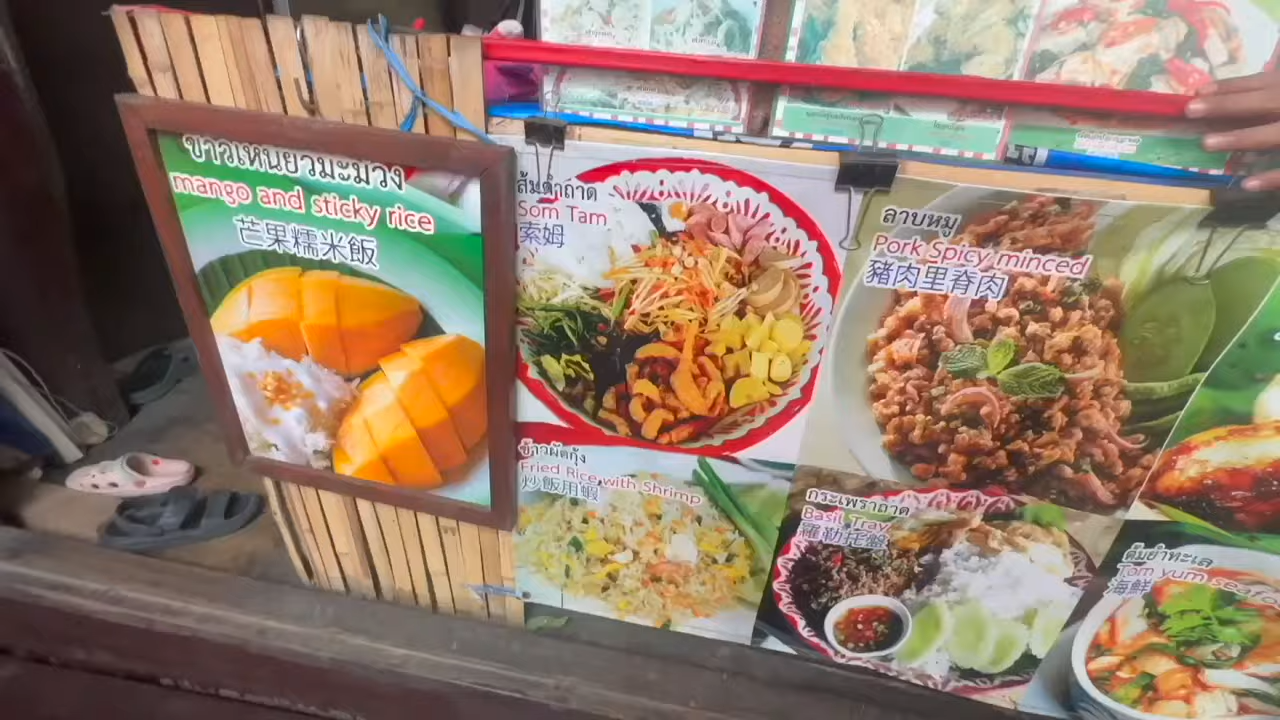 ข้าวเหนียวมะม่วง
mango and sticky rice
芒果糯米飯
ส้มตำถาด
Som Tam
索姆
ลาบหมู
Pork Spicy minced
豬肉里脊肉
ข้าวผัดกุ้ง
Fried Rice with Shrimp
炒飯用蝦
กระเพราถาด
Basil Tray
羅勒托盤
ต้มยำทะเล
Tom yum seafo
海鮮